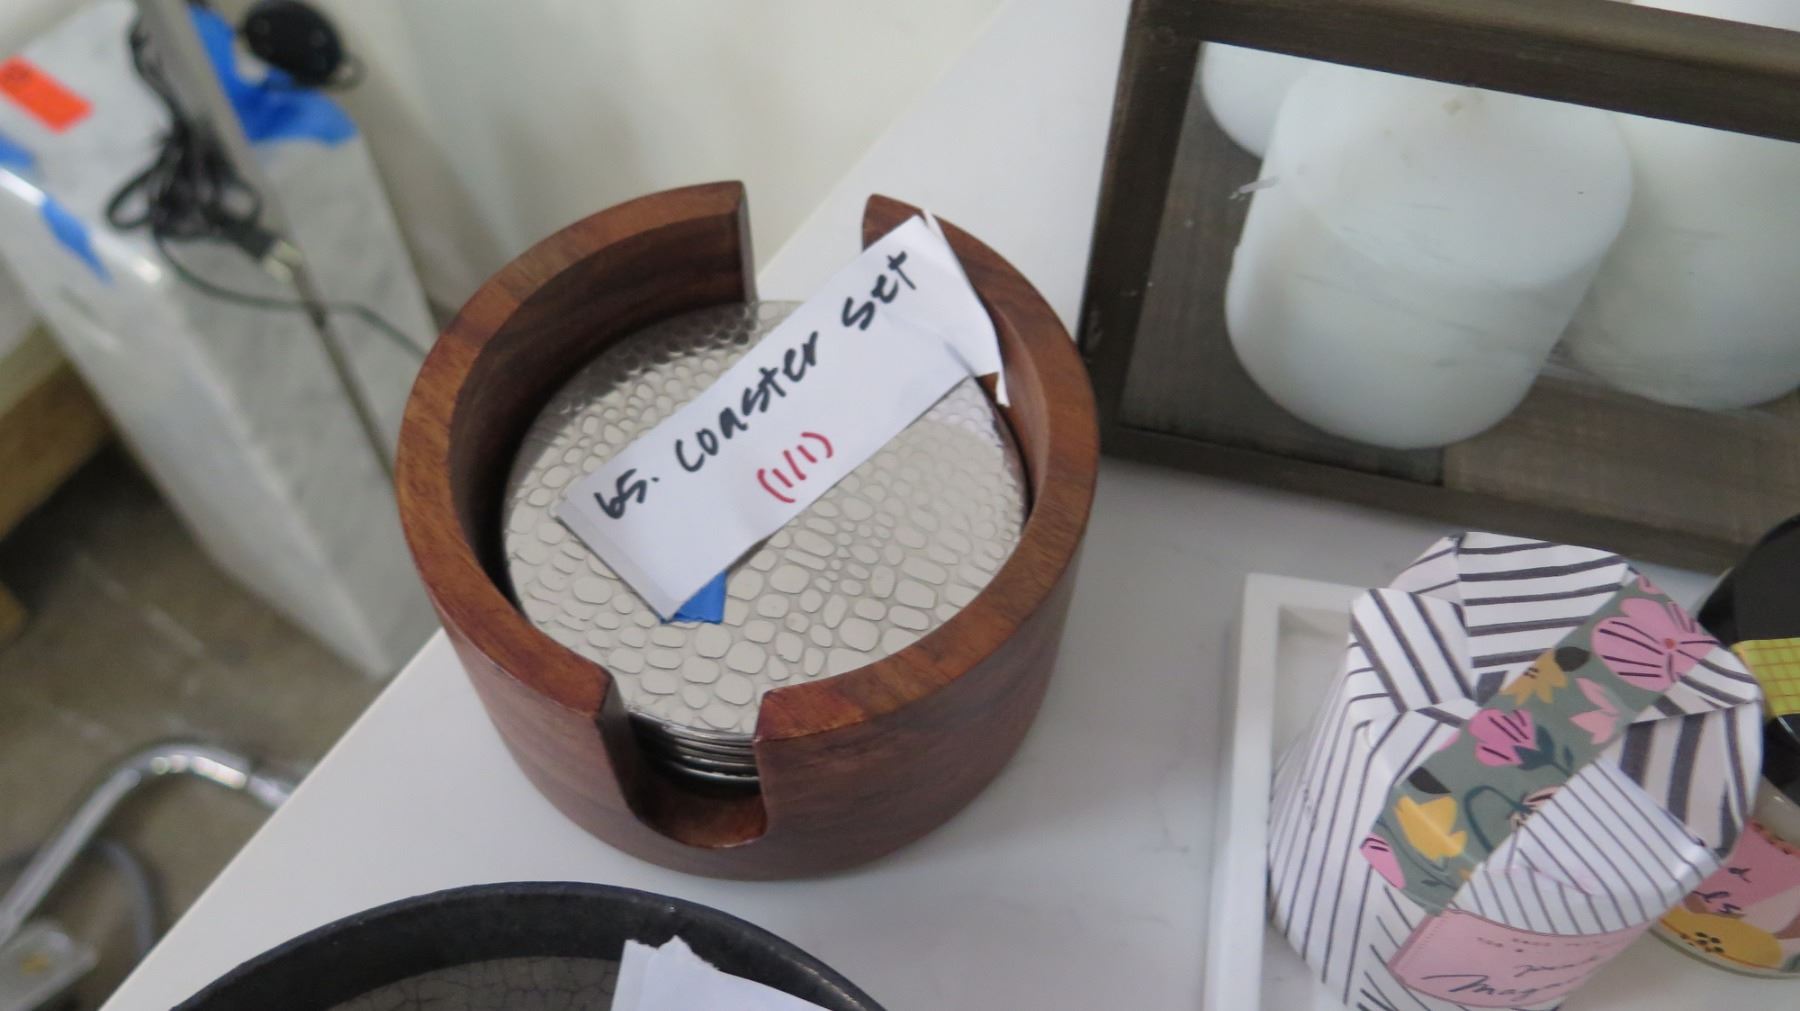 65. Coaster Set
(1/1)